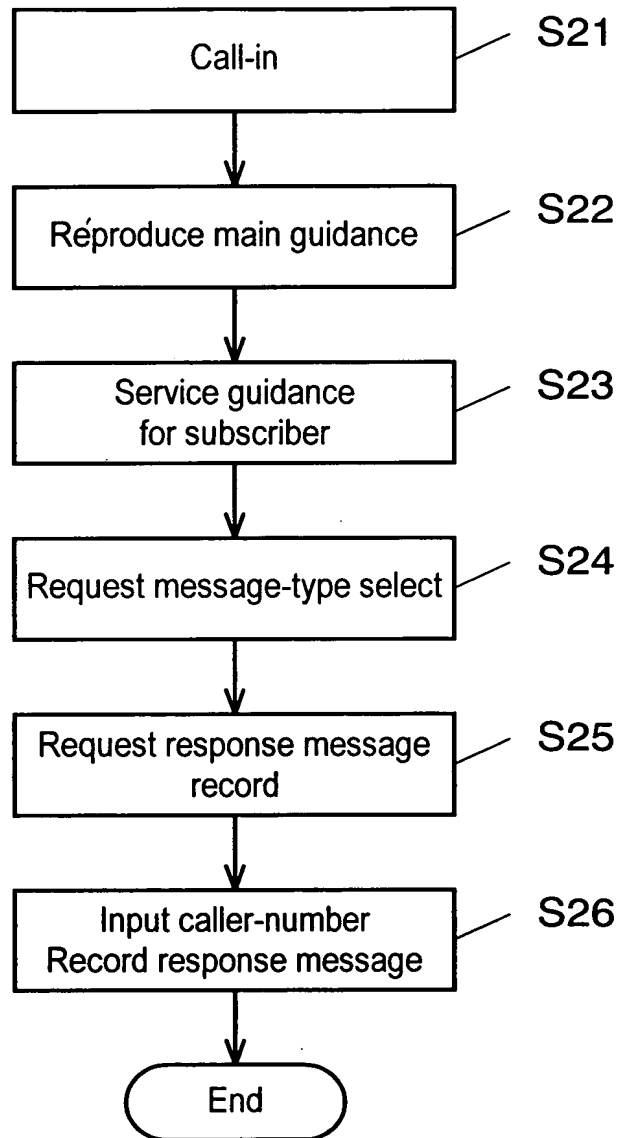 Call-in
S21
Reproduce main guidance
S22
Service guidance
for subscriber
S23
Request message-type select
S24
Request response message
record
S25
Input caller-number
Record response message
S26
End